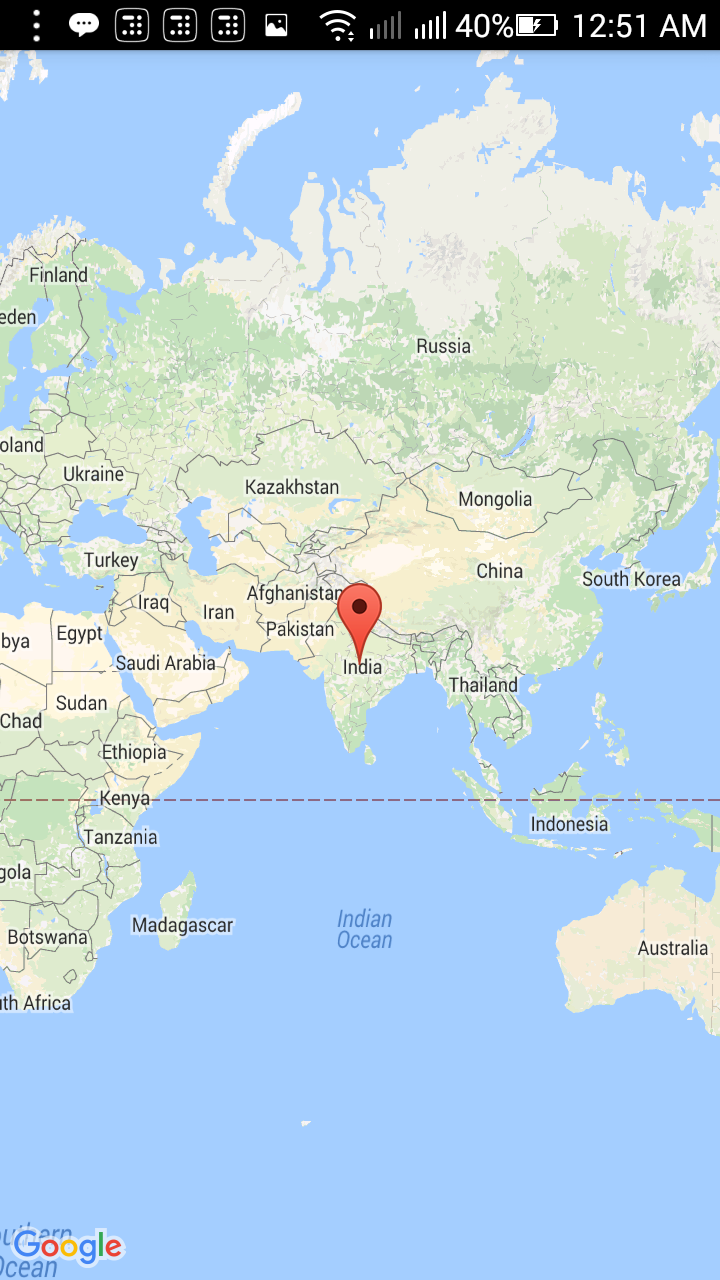 40% 12:51 AM
Finland
eden
Russia
oland
Ukraine
Kazakhstan
Mongolia
Turkey
China
South Korea
Afghanistan
Iraq
Iran
Pakistan
bya
Egypt
Saudi Arabia
India
Thailand
Sudan
Chad
Ethiopia
Kenya
Indonesia
Tanzania
gola
Madagascar
Indian
Ocean
Botswana
Australia
th Africa
uthern
Ocean
Google